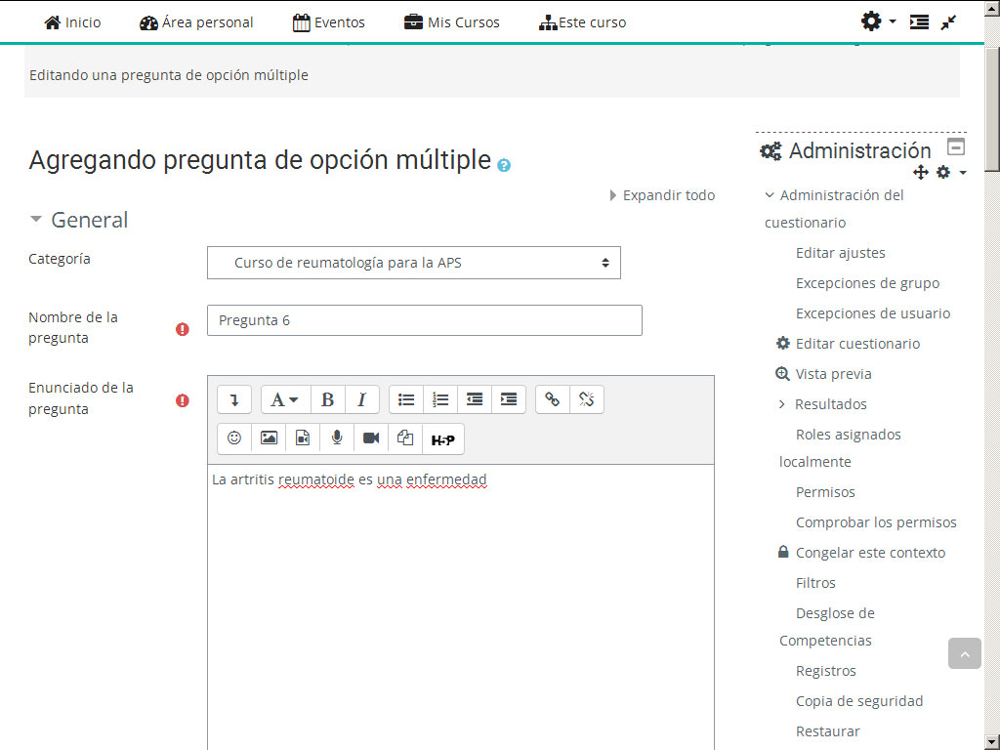 Inicio Área personal Eventos Mis Cursos Este curso
Editando una pregunta de opción múltiple
Agregando pregunta de opción múltiple
Expandir todo
General
Categoría
Curso de reumatología para la APS
Nombre de la
pregunta
Pregunta 6
Enunciado de la
pregunta
A B I
H-P
La artritis reumatoide es una enfermedad
Administración
Administración del
cuestionario
Editar ajustes
Excepciones de grupo
Excepciones de usuario
Editar cuestionario
Vista previa
Resultados
Roles asignados
localmente
Permisos
Comprobar los permisos
Congelar este contexto
Filtros
Desglose de
Competencias
Registros
Copia de seguridad
Restaurar